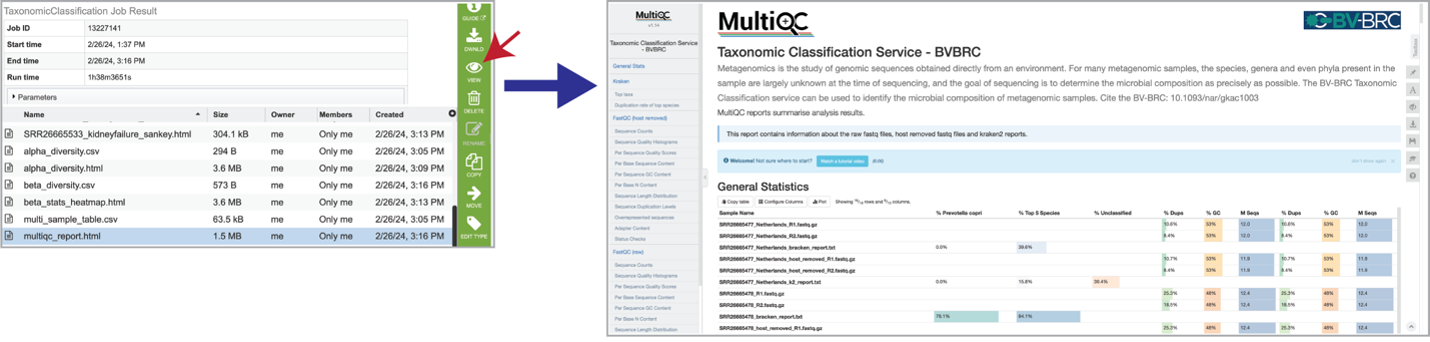 TaxonomicClassification Job Result
Job ID 13227141
Start time 2/26/24, 1:37 PM
End time 2/26/24, 3:16 PM
Run time 1h38m3651s
Parameters
Name Size Owner Members Created
SRR26665533_kidneyfailure_sankey.html 304.1 kB me Only me 2/26/24, 3:13 PM
alpha_diversity.csv 294 B me Only me 2/26/24, 3:05 PM
alpha_diversity.html 3.6 MB me Only me 2/26/24, 3:09 PM
beta_diversity.csv 573 B me Only me 2/26/24, 3:16 PM
beta_stats_heatmap.html 3.6 MB me Only me 2/26/24, 3:13 PM
multi_sample_table.csv 63.5 kB me Only me 2/26/24, 3:05 PM
multiqc_report.html 1.5 MB me Only me 2/26/24, 3:16 PM
GUIDE
DWNLD
VIEW
DELETE
RENAME
COPY
MOVE
EDIT TYPE
MultiQC
v1.14
Taxonomic Classification Service
- BVBRC
General Stats
Kraken
Top taxa
Duplication rate of top species
FastQC (host removed)
Sequence Counts
Sequence Quality Histograms
Per Sequence Quality Scores
Per Base Sequence Content
Per Sequence GC Content
Per Base N Content
Sequence Length Distribution
Sequence Duplication Levels
Overrepresented sequences
Adapter Content
Status Checks
FastQC (raw)
Sequence Counts
Sequence Quality Histograms
Per Sequence Quality Scores
Per Base Sequence Content
Per Sequence GC Content
Per Base N Content
Sequence Length Distribution
MultiQC
BV-BRC
Taxonomic Classification Service - BVBRC
Metagenomics is the study of genomic sequences obtained directly from an environment. For many metagenomic samples, the species, genera and even phyla present in
the sample are largely unknown at the time of sequencing, and the goal of sequencing is to determine the microbial composition as precisely as possible. The BV-BRC Taxonomic
Classification service can be used to identify the microbial composition of metagenomic samples. Cite the BV-BRC: 10.1093/nar/gkac1003
MultiQC reports summarise analysis results.
This report contains information about the raw fastq files, host removed fastq files and kraken2 reports.
Welcome! Not sure where to start? Watch a tutorial video (6:06) don't show again
Toolbox
General Statistics
Copy table Configure Columns Plot Showing rows and columns.
Sample Name % Prevotella copri % Top 5 Species % Unclassified % Dups % GC M Seqs % Dups % GC M Seqs
SRR26665477_Netherlands_R1.fastq.gz 10.6% 53% 12.0 10.6% 53% 12.0
SRR26665477_Netherlands_R2.fastq.gz 8.4% 53% 12.0 8.4% 53% 12.0
SRR26665477_Netherlands_bracken_report.txt 0.0% 39.6%
SRR26665477_Netherlands_host_removed_R1.fastq.gz 10.7% 53% 11.9 10.7% 53% 11.9
SRR26665477_Netherlands_host_removed_R2.fastq.gz 8.4% 53% 11.9 8.4% 53% 11.9
SRR26665477_Netherlands_k2_report.txt 0.0% 15.8% 39.4%
SRR26665478_R1.fastq.gz 25.3% 48% 12.4 25.3% 48% 12.4
SRR26665478_R2.fastq.gz 18.5% 48% 12.4 18.5% 48% 12.4
SRR26665478_bracken_report.txt 75.1% 84.1%
SRR26665478_host_removed_R1.fastq.gz 25.3% 48% 12.4 25.3% 48% 12.4